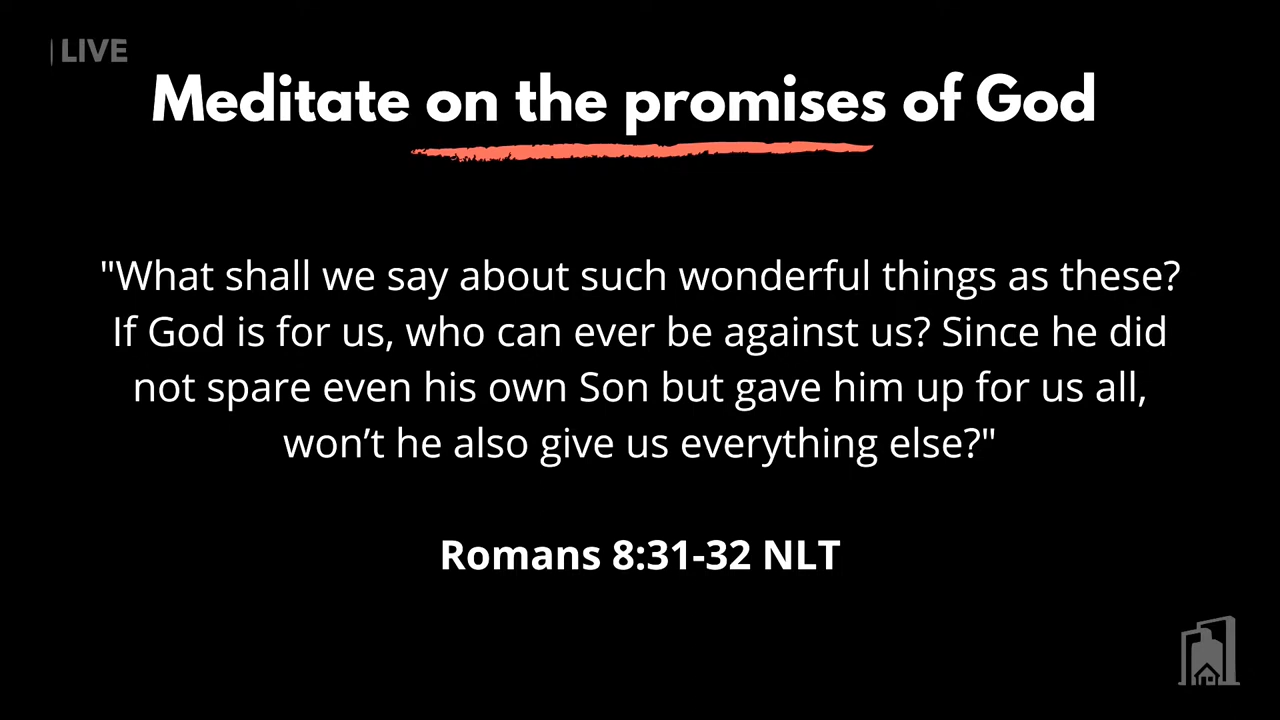 | LIVE
Meditate on the promises of God
"What shall we say about such wonderful things as these?
If God is for us, who can ever be against us? Since he did
not spare even his own Son but gave him up for us all,
won’t he also give us everything else?"
Romans 8:31-32 NLT